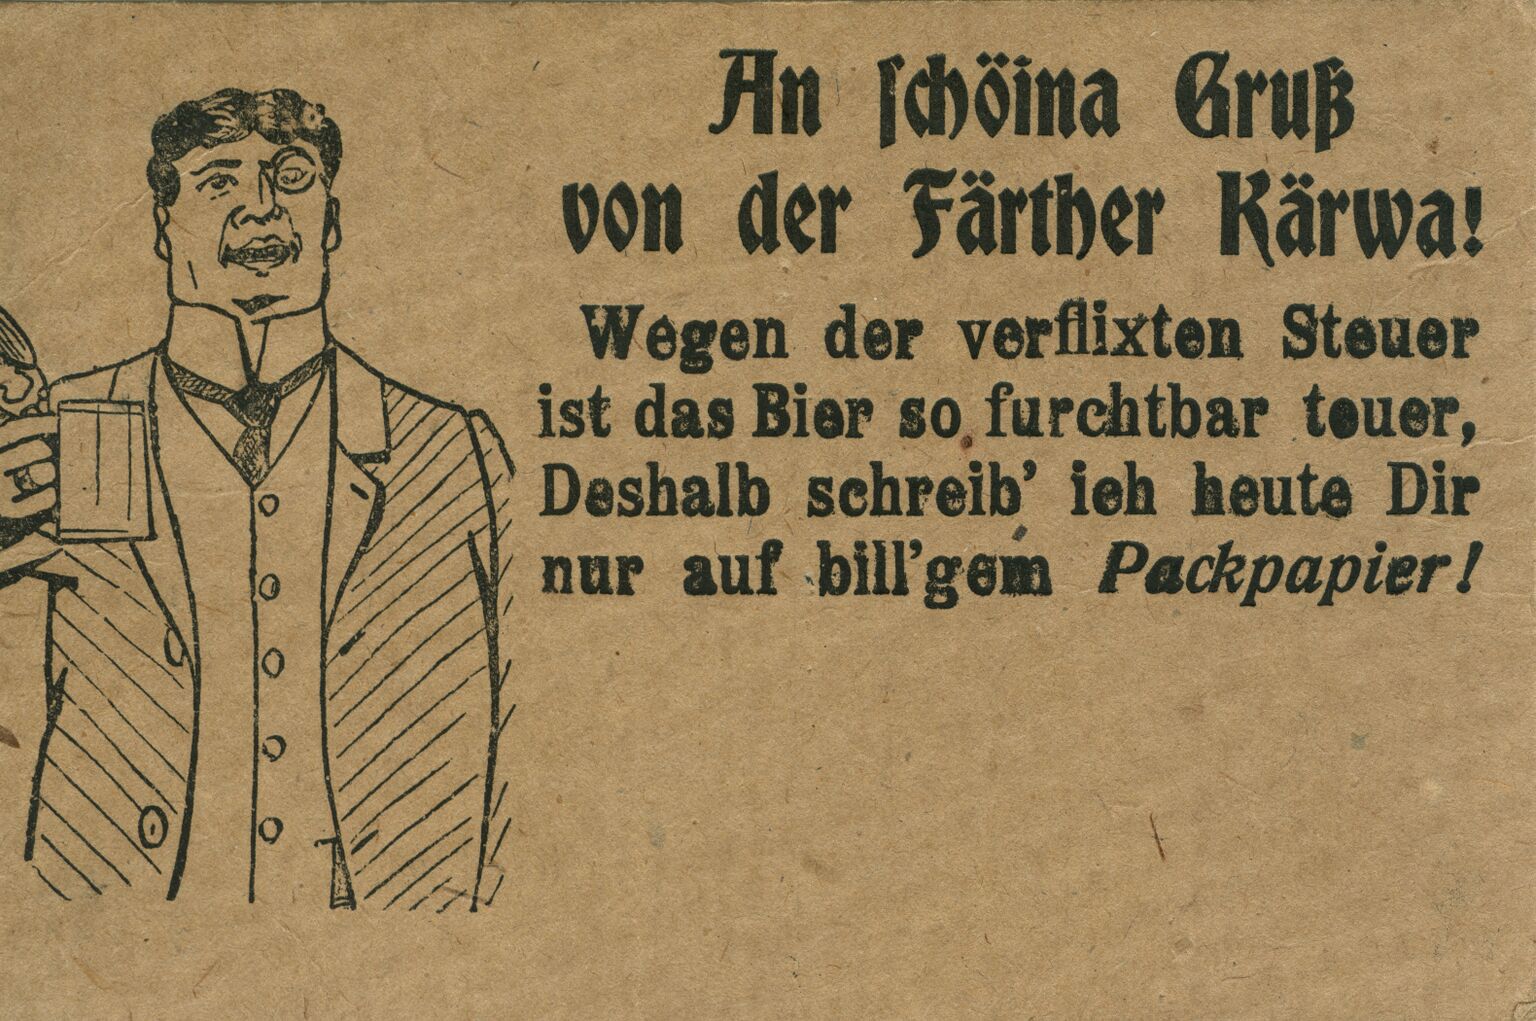 An schöina Gruß
von der Färther Kärwa!
Wegen der verflixten Steuer
ist das Bier so furchtbar teuer,
Deshalb schreib' ich heute Dir
nur auf bill'gem Packpapier!